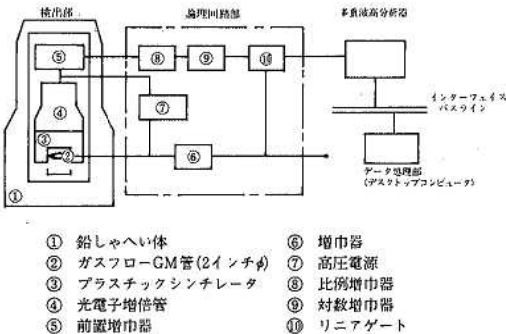 検出部
論理回路部
多重波高分析器
⑤
⑧
⑨
⑩
④
⑦
インターウェイス
バスライン
③
②
⑥
データ処理部
(デスクトップコンピュータ)
①
① 鉛しゃへい体
② ガスフローGM管(2インチφ)
③ プラスチックシンチレータ
④ 光電子増倍管
⑤ 前置増巾器
⑥ 増巾器
⑦ 高圧電源
⑧ 比例増巾器
⑨ 対数増巾器
⑩ リニアゲート